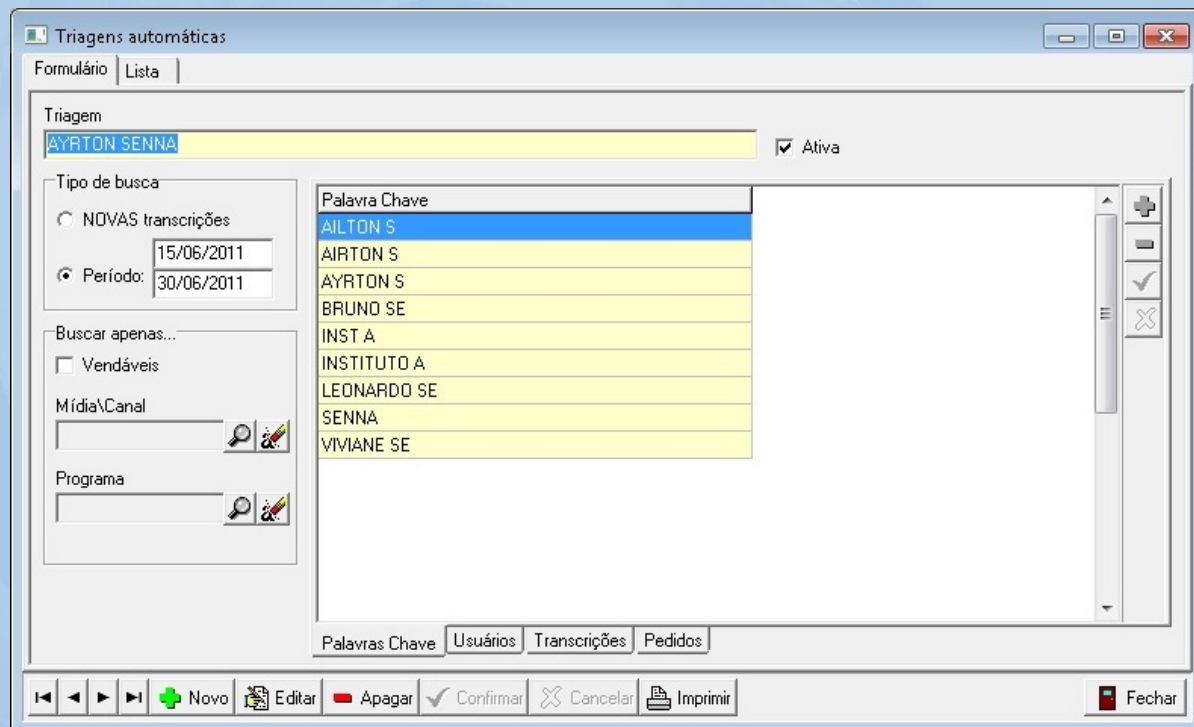 Triagens automáticas
Formulário Lista
Triagem
AYRTON SENNA
Ativa
Tipo de busca
NOVAS transcrições
15/06/2011
Período:
30/06/2011
Buscar apenas...
Vendáveis
Mídia\Canal
Programa
Palavra Chave
AILTON S
AIRTON S
AYRTON S
BRUNO SE
INST A
INSTITUTO A
LEONARDO SE
SENNA
VIVIANE SE
Palavras Chave Usuários Transcrições Pedidos
Novo Editar Apagar Confirmar Cancelar Imprimir Fechar